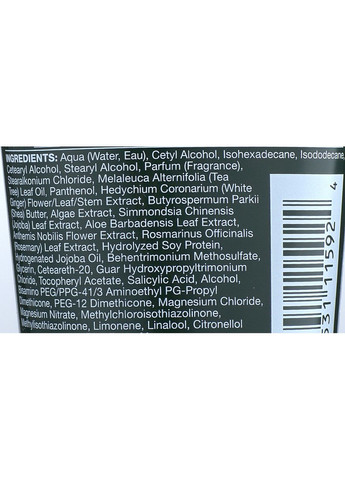 INGREDIENTS: Aqua (Water, Eau), Cetyl Alcohol, Isohexadecane, Isododecane,
Cetearyl Alcohol, Stearyl Alcohol, Parfum (Fragrance),
Stearalkonium Chloride, Melaleuca Alternifolia (Tea
Tree) Leaf Oil, Panthenol, Hedychium Coronarium (White
Ginger) Flower/Leaf/Stem Extract, Butyrospermum Parkii
(Shea) Butter, Algae Extract, Simmondsia Chinensis
(Jojoba) Leaf Extract, Aloe Barbadensis Leaf Extract,
Anthemis Nobilis Flower Extract, Rosmarinus Officinalis
(Rosemary) Leaf Extract, Hydrolyzed Soy Protein,
Hydrogenated Jojoba Oil, Behentrimonium Methosulfate,
Glycerin, Ceteareth-20, Guar Hydroxypropyltrimonium
Chloride, Tocopheryl Acetate, Salicylic Acid, Alcohol,
Bisamino PEG/PPG-41/3 Aminoethyl PG-Propyl
Dimethicone, PEG-12 Dimethicone, Magnesium Chloride,
Magnesium Nitrate, Methylchloroisothiazolinone,
Methylisothiazolinone, Limonene, Linalool, Citronellol
531 11592 4